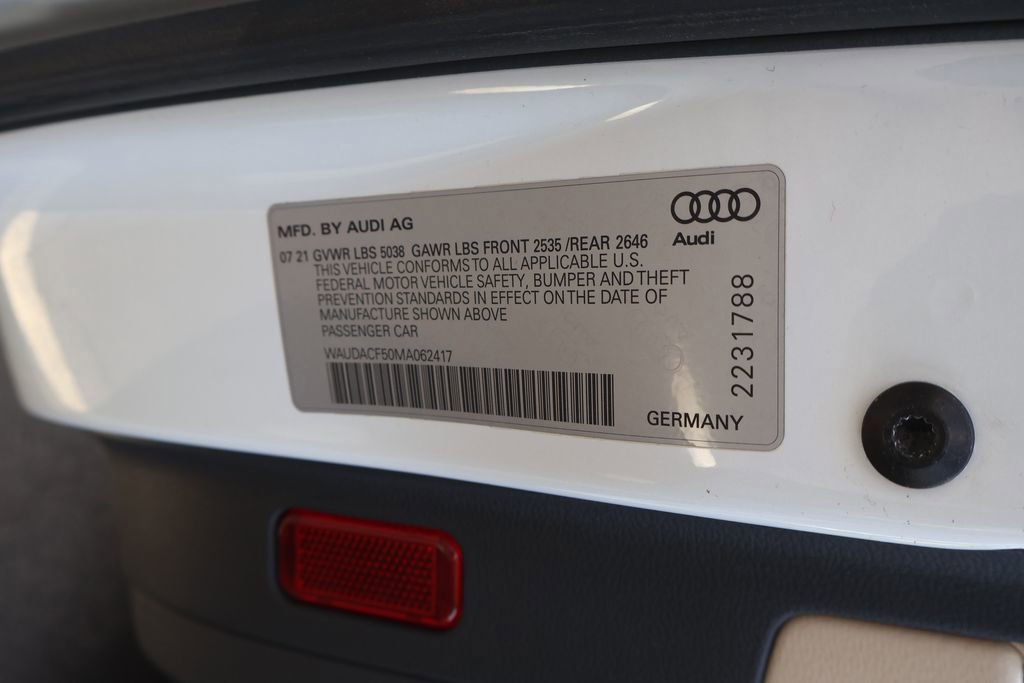 MFD. BY AUDI AG
Audi
07 21 GVWR LBS 5038 GAWR LBS FRONT 2535 /REAR 2646
THIS VEHICLE CONFORMS TO ALL APPLICABLE U.S.
FEDERAL MOTOR VEHICLE SAFETY, BUMPER AND THEFT
PREVENTION STANDARDS IN EFFECT ON THE DATE OF
MANUFACTURE SHOWN ABOVE
PASSENGER CAR
WAUDACF50MA062417
2231788
GERMANY